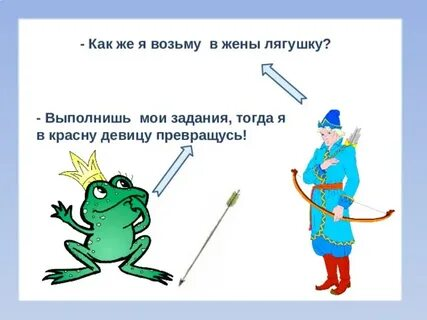 - Как же я возьму в жены лягушку?
- Выполнишь мои задания, тогда я
в красну девицу превращусь!